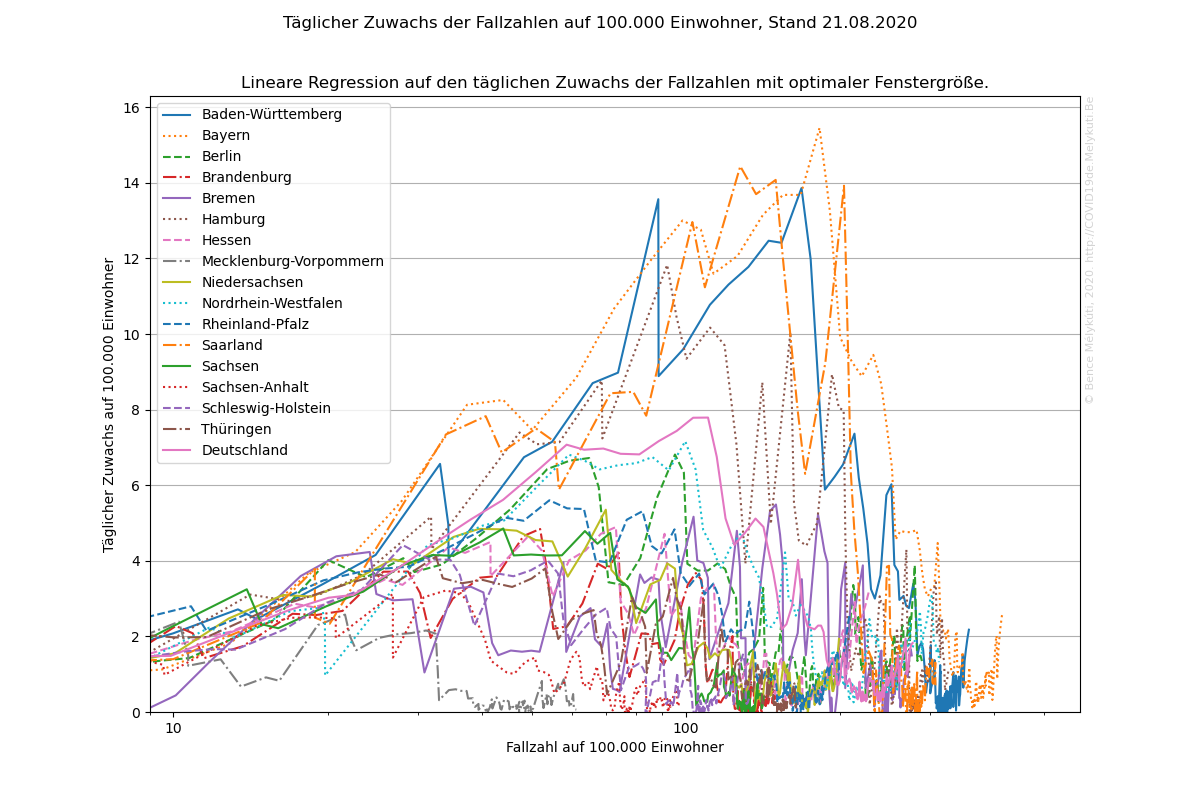 Täglicher Zuwachs der Fallzahlen auf 100.000 Einwohner, Stand 21.08.2020
Lineare Regression auf den täglichen Zuwachs der Fallzahlen mit optimaler Fenstergröße.
16
14
12
10
8
6
4
2
0
Täglicher Zuwachs auf 100.000 Einwohner
Baden-Württemberg
Bayern
Berlin
Brandenburg
Bremen
Hamburg
Hessen
Mecklenburg-Vorpommern
Niedersachsen
Nordrhein-Westfalen
Rheinland-Pfalz
Saarland
Sachsen
Sachsen-Anhalt
Schleswig-Holstein
Thüringen
Deutschland
10
100
Fallzahl auf 100.000 Einwohner
© Bence Mélykúti, 2020 http://COVID19de.Melykuti.Be